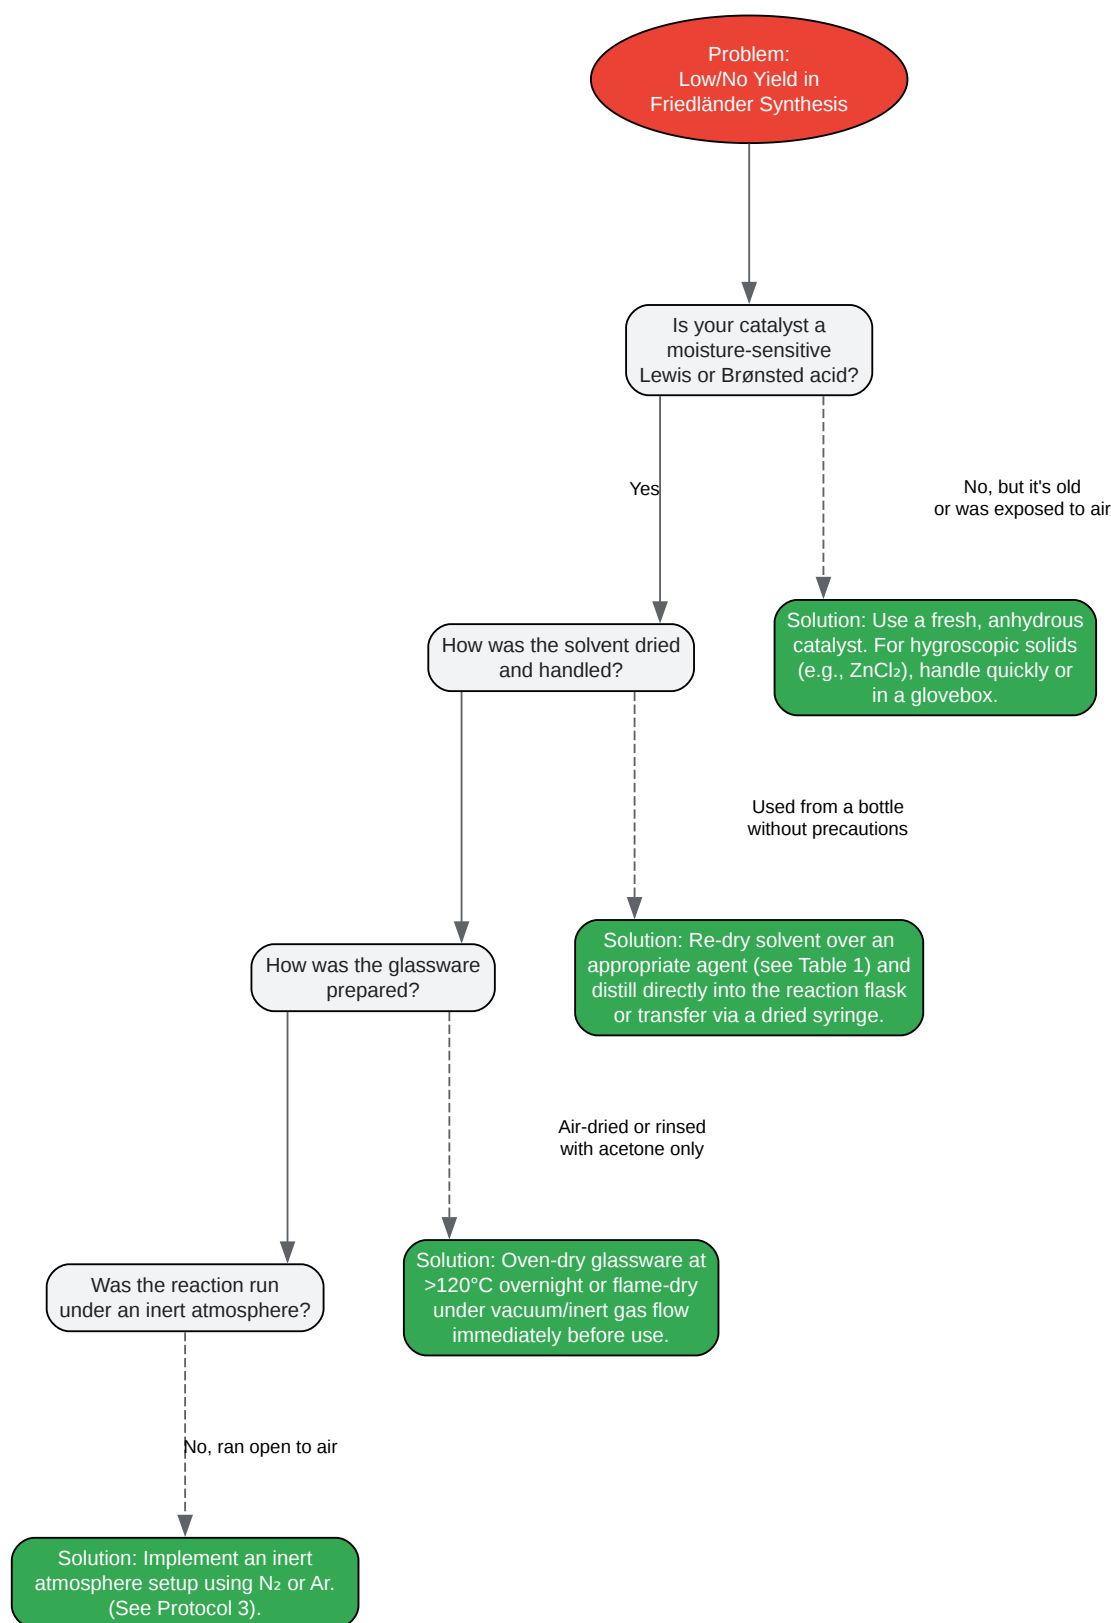 Problem:
Low/No Yield in
Friedländer Synthesis
Is your catalyst a
moisture-sensitive
Lewis or Brønsted acid?
Yes
No, but it's old
or was exposed to air
Solution: Use a fresh, anhydrous
catalyst. For hygroscopic solids
(e.g., ZnCl₂), handle quickly or
in a glovebox.
How was the solvent dried
and handled?
Used from a bottle
without precautions
Solution: Re-dry solvent over an
appropriate agent (see Table 1) and
distill directly into the reaction flask
or transfer via a dried syringe.
How was the glassware
prepared?
Air-dried or rinsed
with acetone only
Solution: Oven-dry glassware at
>120°C overnight or flame-dry
under vacuum/inert gas flow
immediately before use.
Was the reaction run
under an inert atmosphere?
No, ran open to air
Solution: Implement an inert
atmosphere setup using N₂ or Ar.
(See Protocol 3).